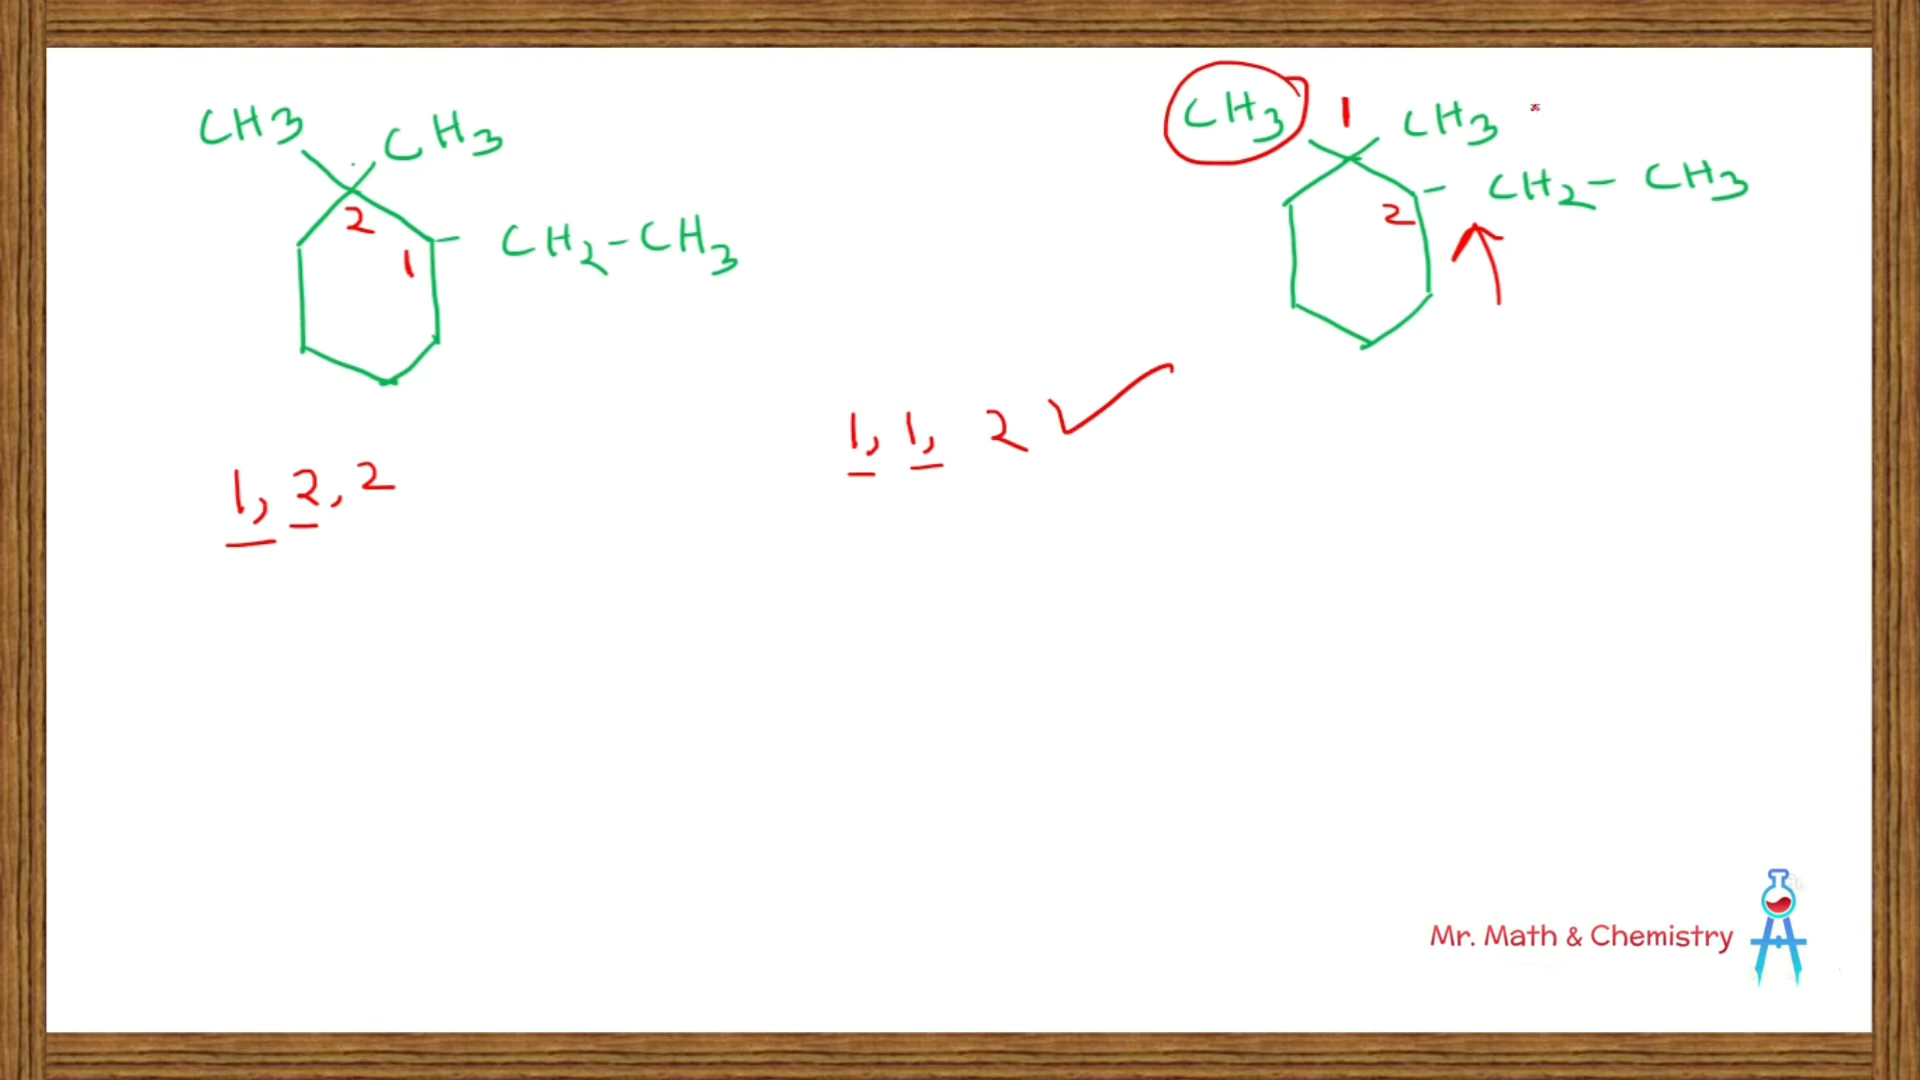 CH3 CH3
2
1
CH2-CH3
1, 2, 2
CH3 1 CH3
2 CH2-CH3
1, 1, 2
Mr. Math & Chemistry